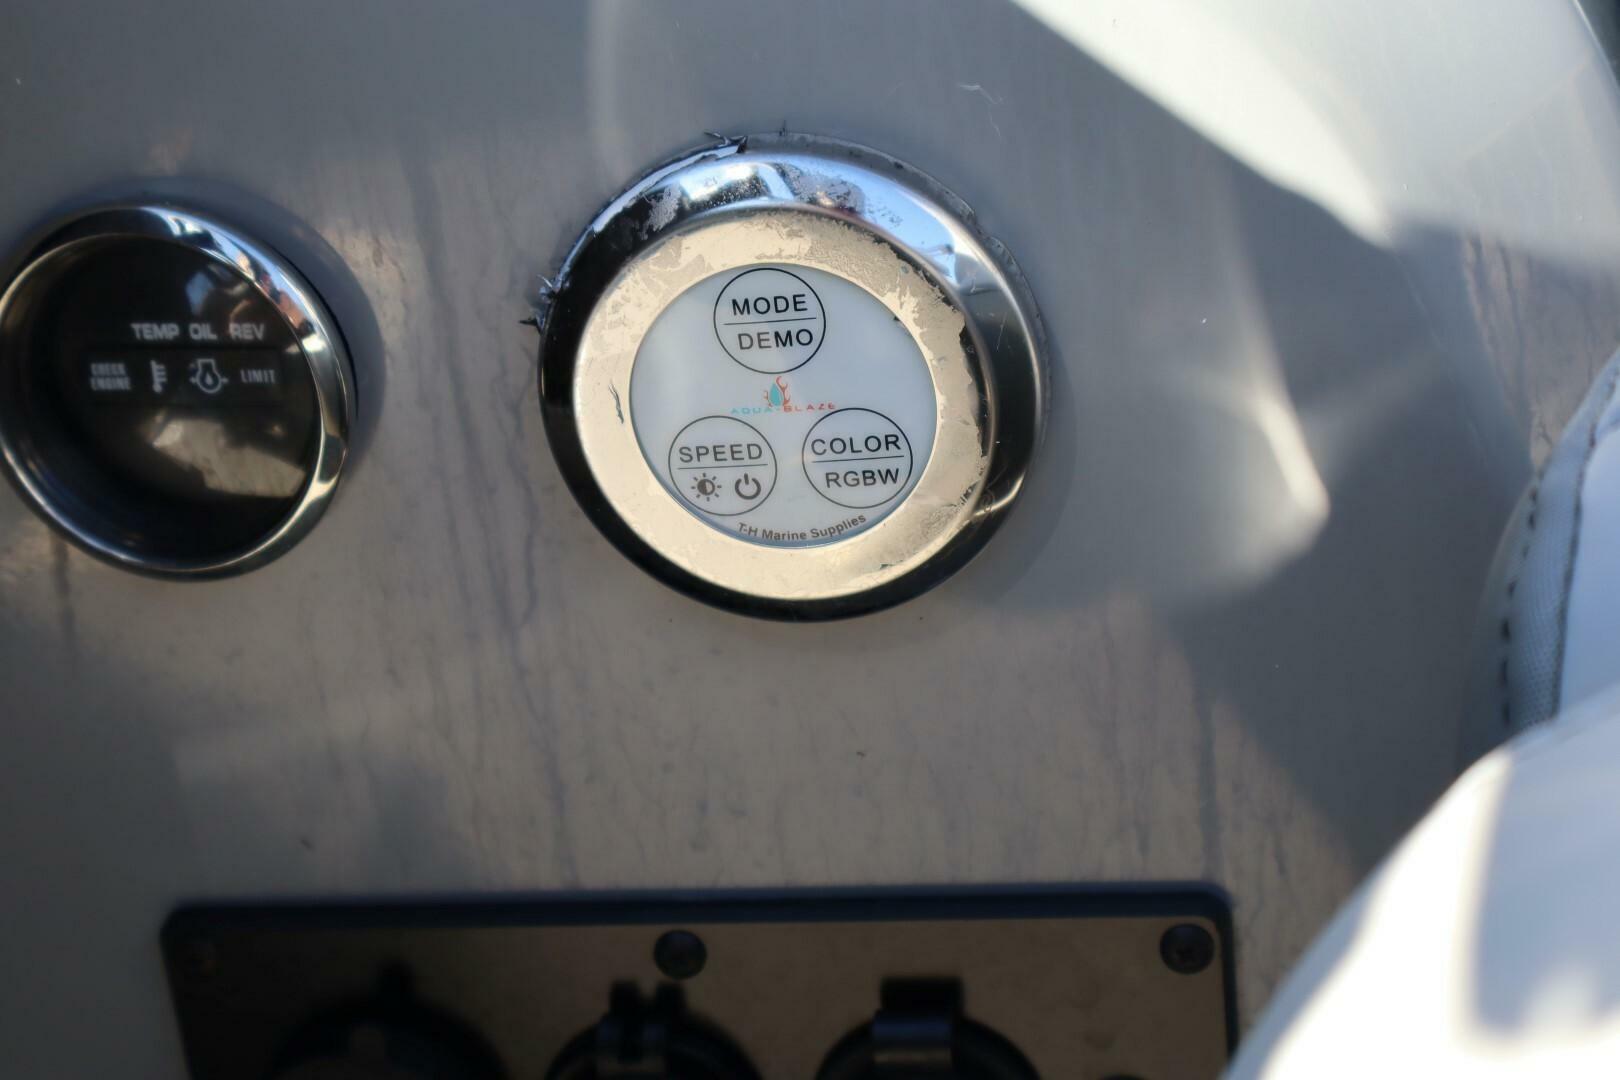 TEMP OIL REV
CHECK
ENGINE
LIMIT
MODE
DEMO
AQUA-BLAZE
SPEED
COLOR
RGBW
T-H Marine Supplies